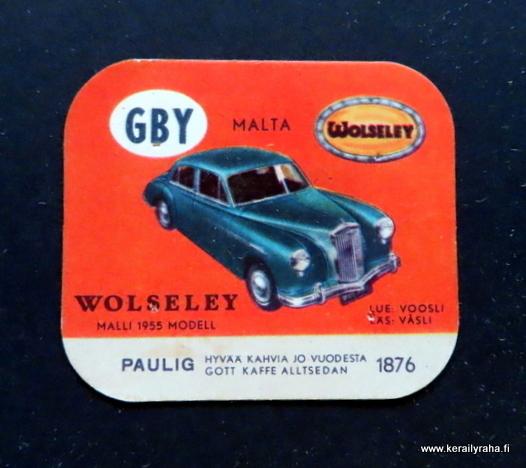 GBY
MALTA
WOLSELEY
WOLSELEY
MALLI 1955 MODELL
LUE: VOOSLI
LÄS: VÅSLI
PAULIG
HYVÄÄ KAHVIA JO VUODESTA
GOTT KAFFE ALLTSEDAN
1876
www.kerailyraha.fi